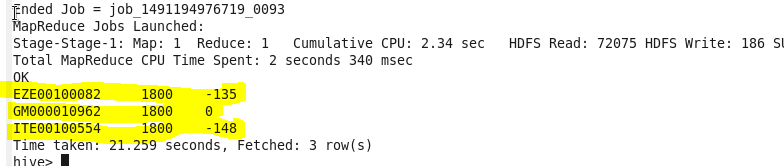 Ended Job = job_1491194976719_0093
MapReduce Jobs Launched:
Stage-Stage-1: Map: 1  Reduce: 1   Cumulative CPU: 2.34 sec   HDFS Read: 72075 HDFS Write: 186 SU
Total MapReduce CPU Time Spent: 2 seconds 340 msec
OK
EZE00100082     1800    -135
GM000010962     1800    0
ITE00100554     1800    -148
Time taken: 21.259 seconds, Fetched: 3 row(s)
hive>